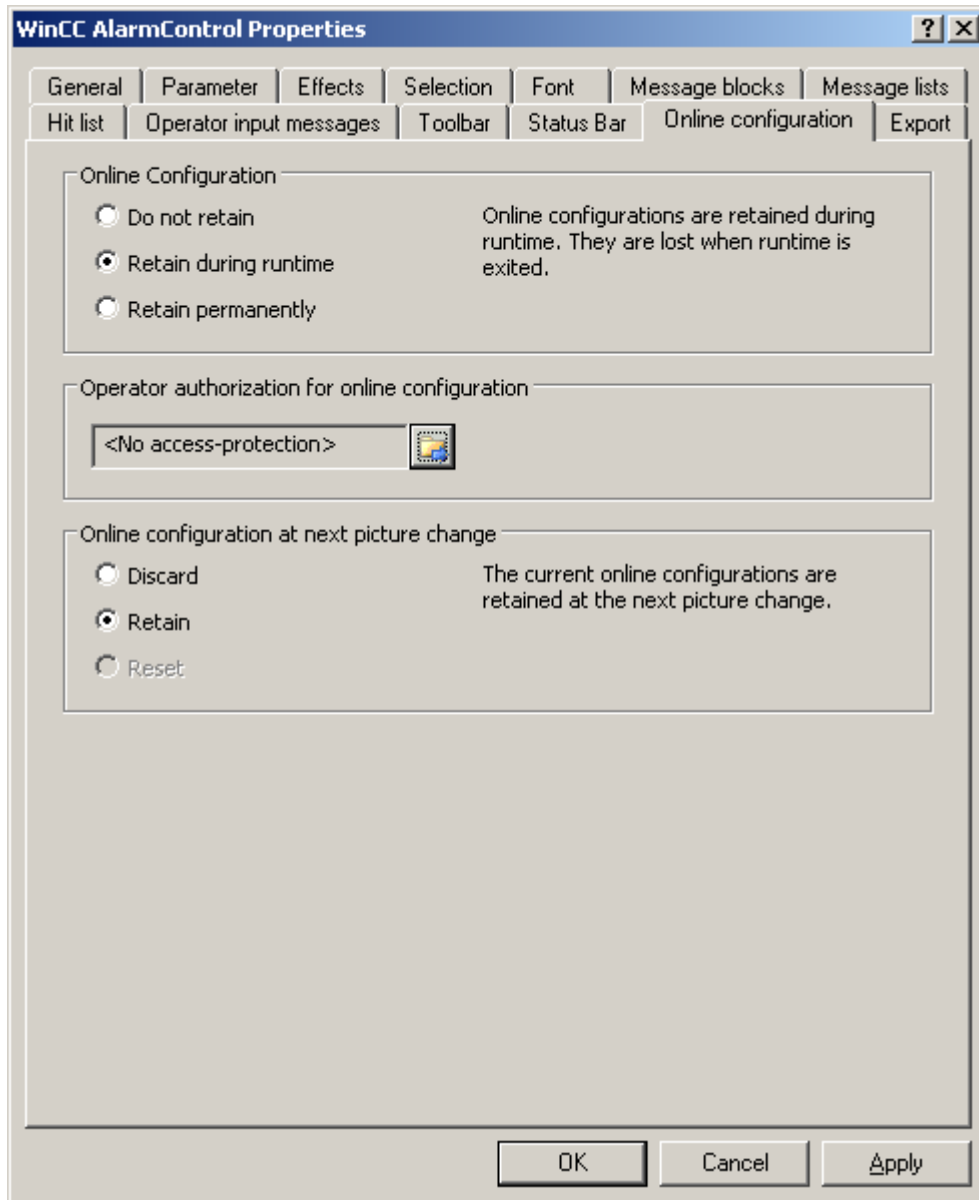 WinCC AlarmControl Properties
General Parameter Effects Selection Font Message blocks Message lists
Hit list Operator input messages Toolbar Status Bar Online configuration Export
Online Configuration
Do not retain
Retain during runtime
Retain permanently
Online configurations are retained during
runtime. They are lost when runtime is
exited.
Operator authorization for online configuration
<No access-protection>
Online configuration at next picture change
Discard
Retain
Reset
The current online configurations are
retained at the next picture change.
OK Cancel Apply